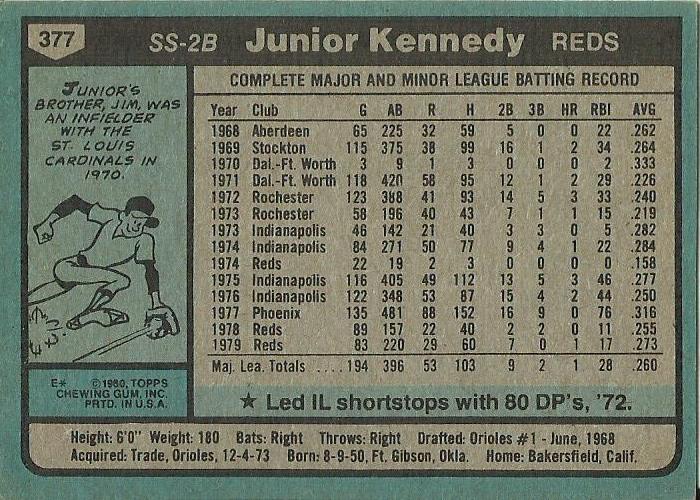 377 SS-2B Junior Kennedy REDS
JUNIOR'S
BROTHER, JIM, WAS
AN INFIELDER
WITH THE
ST. LOUIS
CARDINALS IN
1970.
E* ©1980, TOPPS
CHEWING GUM, INC.
PRTD. IN U.S.A.
COMPLETE MAJOR AND MINOR LEAGUE BATTING RECORD
Year Club G AB R H 2B 3B HR RBI AVG
1968 Aberdeen 65 225 32 59 5 0 0 22 .262
1969 Stockton 115 375 38 99 16 1 2 34 .264
1970 Dal.-Ft. Worth 3 9 1 3 0 0 0 2 .333
1971 Dal.-Ft. Worth 118 420 58 95 12 1 2 29 .226
1972 Rochester 123 388 41 93 14 5 3 33 .240
1973 Rochester 58 196 40 43 7 1 1 15 .219
1973 Indianapolis 46 142 21 40 3 3 0 5 .282
1974 Indianapolis 84 271 50 77 9 4 1 22 .284
1974 Reds 22 19 2 3 0 0 0 0 .158
1975 Indianapolis 116 405 49 112 13 5 3 46 .277
1976 Indianapolis 122 348 53 87 15 4 2 44 .250
1977 Phoenix 135 481 88 152 16 9 0 76 .316
1978 Reds 89 157 22 40 2 2 0 11 .255
1979 Reds 83 220 29 60 7 0 1 17 .273
Maj. Lea. Totals ....194 396 53 103 9 2 1 28 .260
★ Led IL shortstops with 80 DP's, '72.
Height: 6'0" Weight: 180 Bats: Right Throws: Right Drafted: Orioles #1 - June, 1968
Acquired: Trade, Orioles, 12-4-73 Born: 8-9-50, Ft. Gibson, Okla. Home: Bakersfield, Calif.